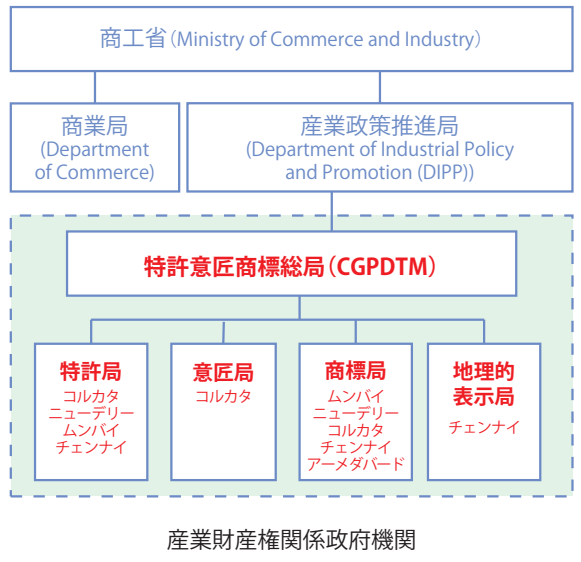 商工省(Ministry of Commerce and Industry)
商業局
(Department
of Commerce)
産業政策推進局
(Department of Industrial Policy
and Promotion (DIPP))
特許意匠商標総局(CGPDTM)
特許局
コルカタ
ニューデリー
ムンバイ
チェンナイ
意匠局
コルカタ
商標局
ムンバイ
ニューデリー
コルカタ
チェンナイ
アーメダバード
地理的
表示局
チェンナイ
産業財産権関係政府機関